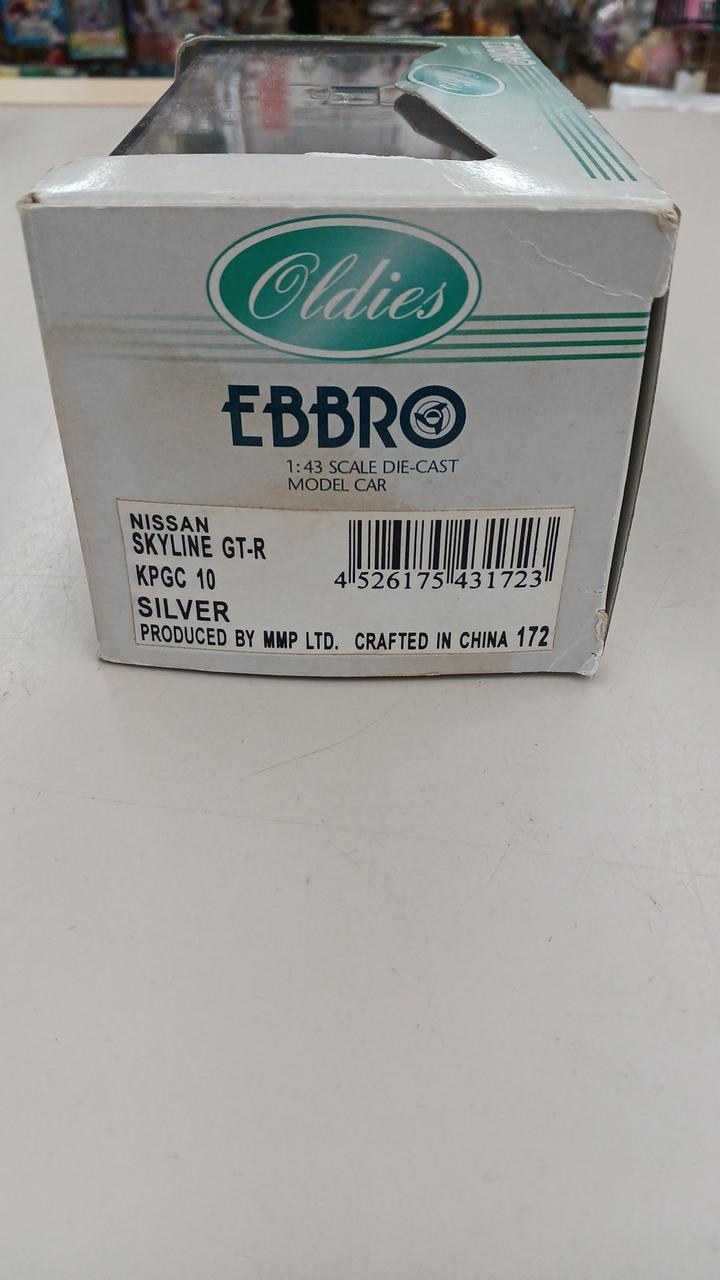 Oldies
EBBRO
1:43 SCALE DIE-CAST
MODEL CAR
NISSAN
SKYLINE GT-R
KPGC 10
4 526175 431723
SILVER
PRODUCED BY MMP LTD. CRAFTED IN CHINA 172